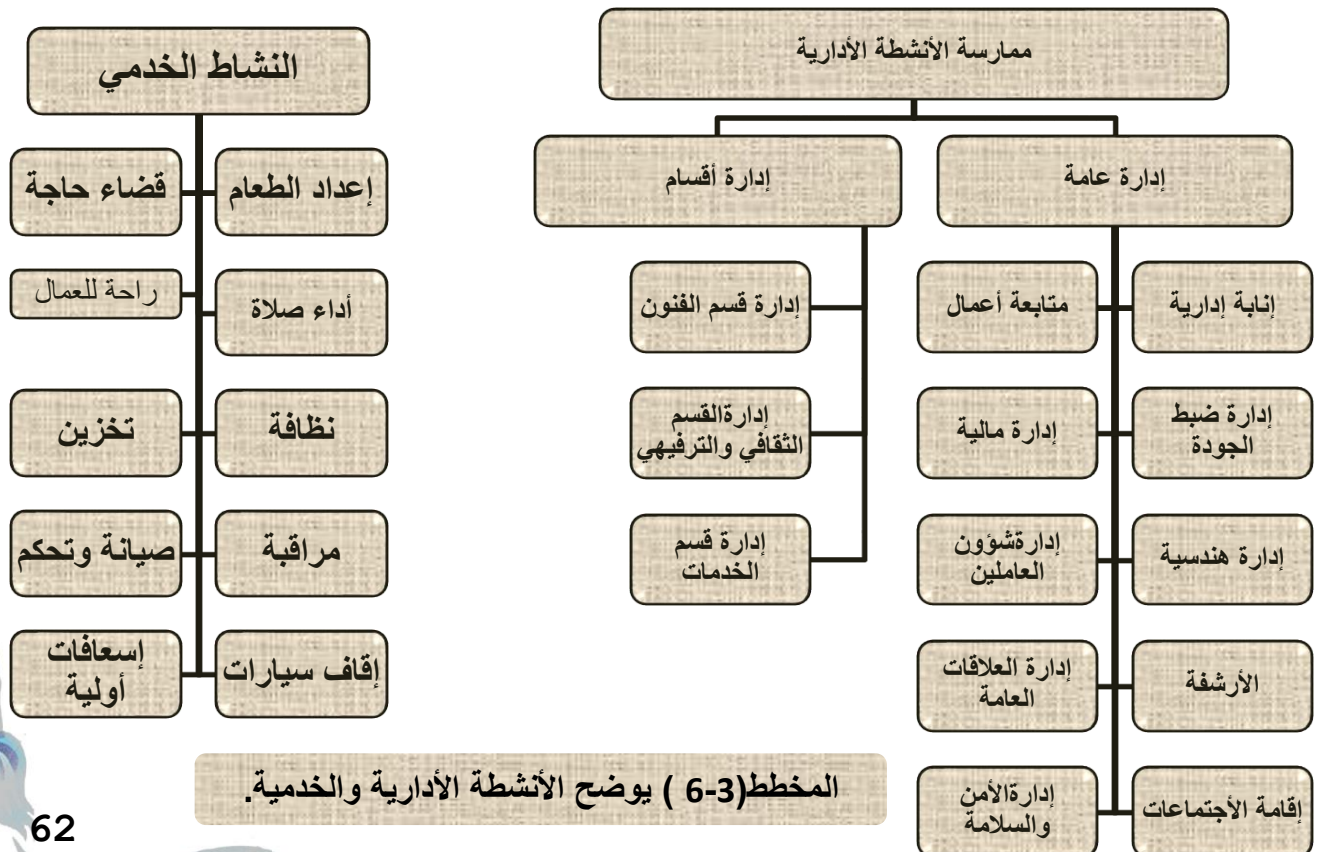 ممارسة الأنشطة الأدارية
إدارة عامة
إدارة أقسام
إنابة إدارية
متابعة أعمال
إدارة ضبط
الجودة
إدارة مالية
إدارة هندسية
إدارةشؤون
العاملين
الأرشفة
إدارة العلاقات
العامة
إقامة الأجتماعات
إدارةالأمن
والسلامة
إدارة قسم الفنون
إدارةالقسم
الثقافي والترفيهي
إدارة قسم
الخدمات
النشاط الخدمي
إعداد الطعام
قضاء حاجة
أداء صلاة
راحة للعمال
نظافة
تخزين
مراقبة
صيانة وتحكم
إقاف سيارات
إسعافات
أولية
المخطط(3-6 ) يوضح الأنشطة الأدارية والخدمية.
62